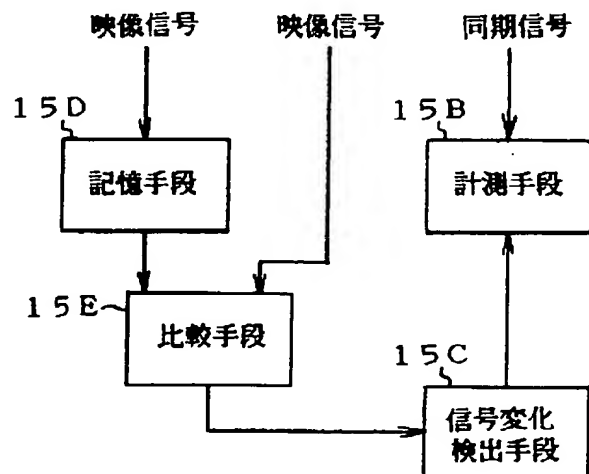 映像信号
映像信号
同期信号
15D
15B
記憶手段
計測手段
15E
比較手段
15C
信号変化
検出手段